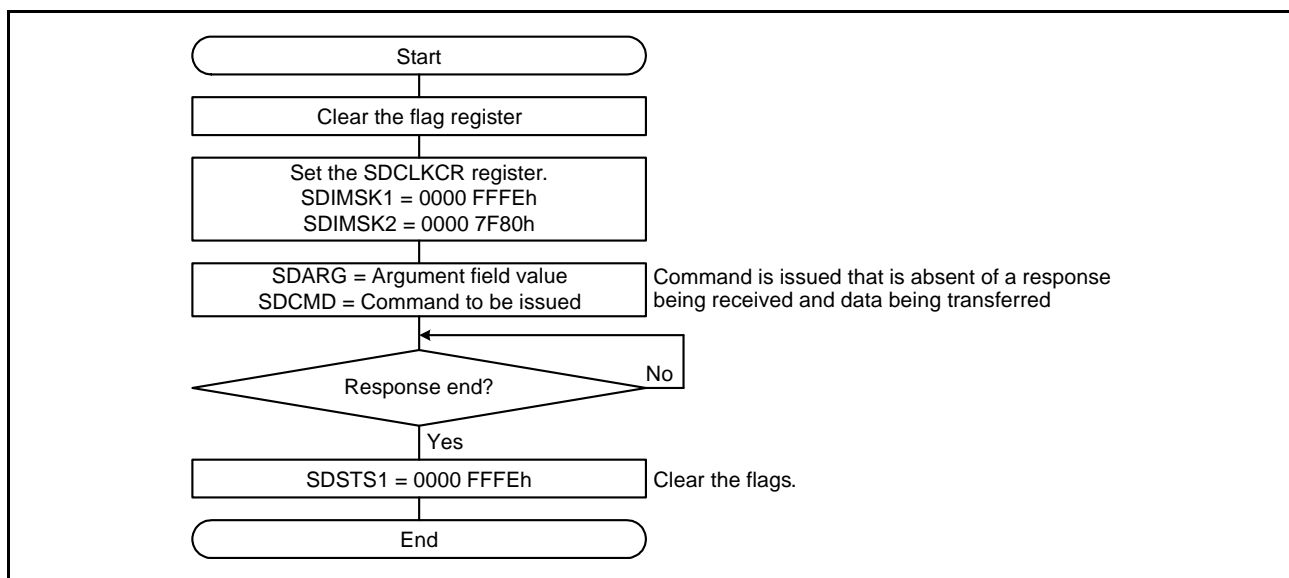 Start
Clear the flag register
Set the SDCLKCR register.
SDIMSK1 = 0000 FFFEh
SDIMSK2 = 0000 7F80h
SDARG = Argument field value
SDCMD = Command to be issued
Command is issued that is absent of a response
being received and data being transferred
Response end?
No
Yes
SDSTS1 = 0000 FFFEh
Clear the flags.
End